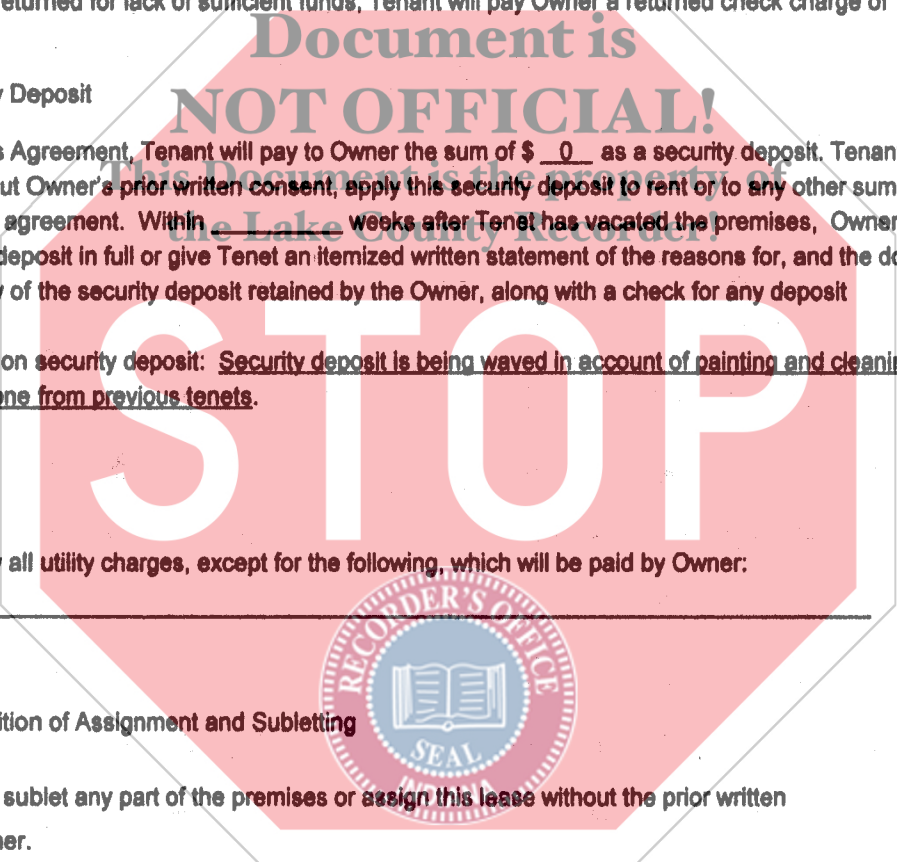 returned for lack of sufficient funds, Tenant will pay Owner a returned check charge of
Document is
Deposit
NOT OFFICIAL!
Agreement, Tenant will pay to Owner the sum of $ 0 as a security deposit. Tenan
This Document is the property of
ut Owner's prior written consent, apply this security deposit to rent or to any other sum
the Lake County Recorder!
agreement. Within ________ weeks after Tenet has vacated the premises, Owner
deposit in full or give Tenet an itemized written statement of the reasons for, and the do
of the security deposit retained by the Owner, along with a check for any deposit
on security deposit: Security deposit is being waved in account of painting and cleanin
one from previous tenets.
STOP
all utility charges, except for the following, which will be paid by Owner:
RECORDER'S OFFICE
SEAL
INDIANA
ition of Assignment and Subletting
sublet any part of the premises or assign this lease without the prior written
ner.